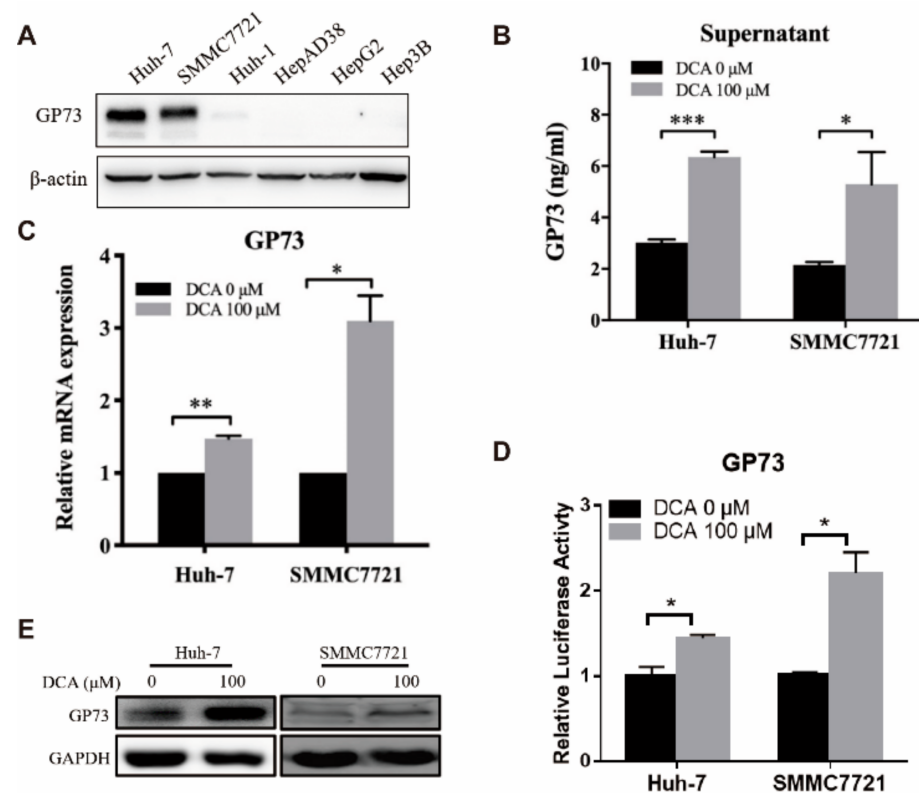 A
Huh-7 SMMC7721 Huh-1 HepAD38 HepG2 Hep3B
GP73
β-actin
B
Supernatant
DCA 0 μM
DCA 100 μM
GP73 (ng/ml)
10
8
6
4
2
0
***
*
Huh-7 SMMC7721
C
GP73
DCA 0 μM
DCA 100 μM
Relative mRNA expression
4
3
2
1
0
**
*
Huh-7 SMMC7721
D
GP73
DCA 0 μM
DCA 100 μM
Relative Luciferase Activty
3
2
1
0
*
*
Huh-7 SMMC7721
E
Huh-7 SMMC7721
DCA (μM) 0 100 0 100
GP73
GAPDH